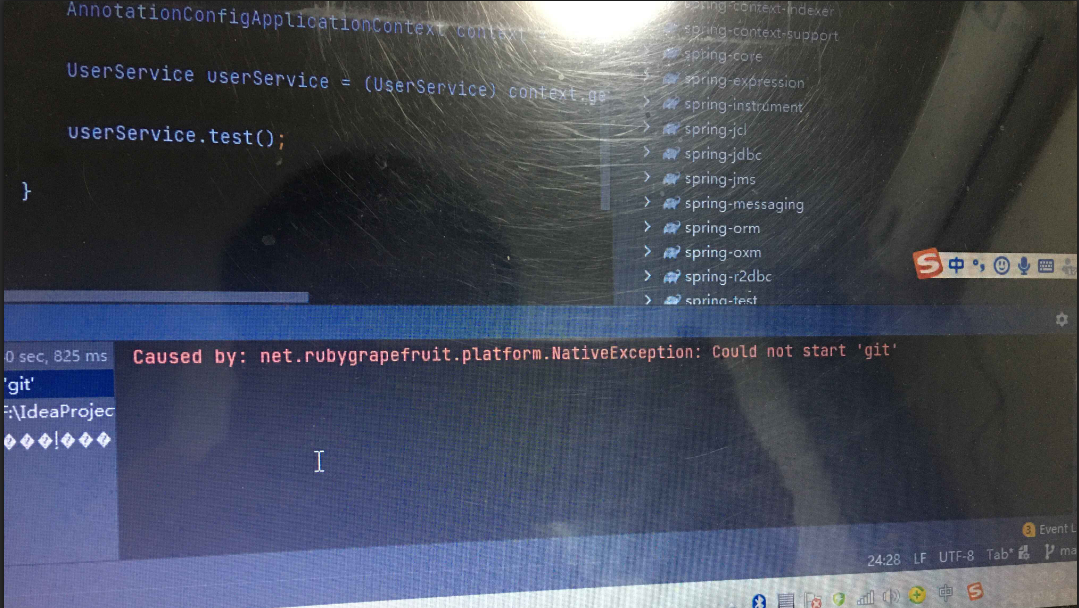 AnnotationConfigApplicationContext context
UserService userService = (UserService) context.ge
userService.test();
}
spring-context-indexer
spring-context-support
spring-core
spring-expression
spring-instrument
spring-jcl
spring-jdbc
spring-jms
spring-messaging
spring-orm
spring-oxm
spring-r2dbc
spring-test
S 中
0 sec, 825 ms
'git'
F:\IdeaProjec
���!���
Caused by: net.rubygrapefruit.platform.NativeException: Could not start 'git'
3 Event L
24:28 LF UTF-8 Tab* ma
中 S